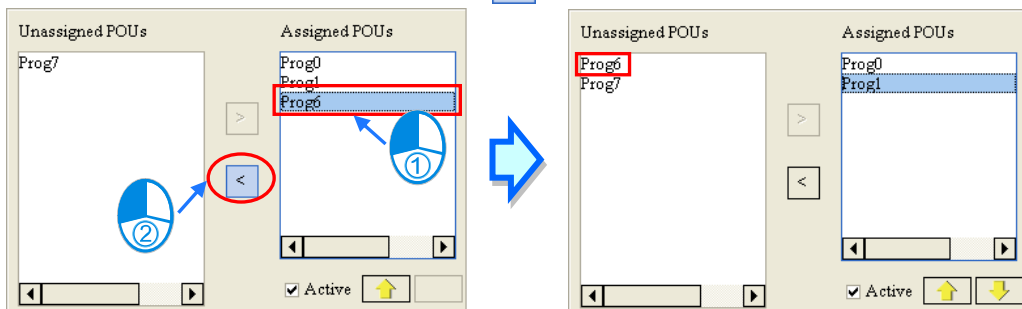 Unassigned POUs
Prog7
>
<
②
Assigned POUs
Prog0
Prog1
Prog6
①
Active
Unassigned POUs
Prog6
Prog7
>
<
Assigned POUs
Prog0
Prog1
Active